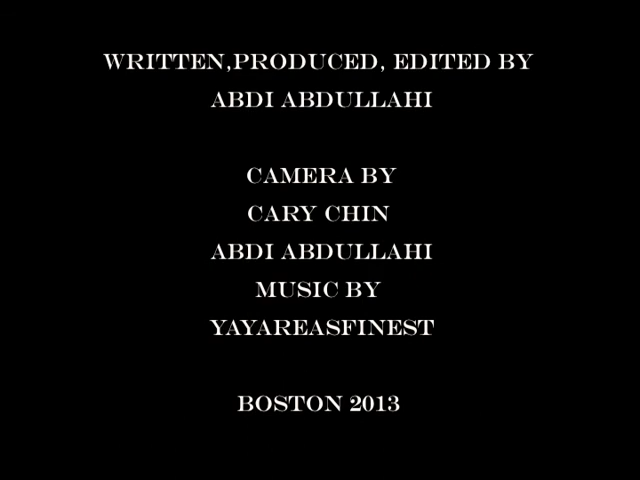 WRITTEN,PRODUCED, EDITED BY
ABDI ABDULLAHI
CAMERA BY
CARY CHIN
ABDI ABDULLAHI
MUSIC BY
YAYAREASFINEST
BOSTON 2013